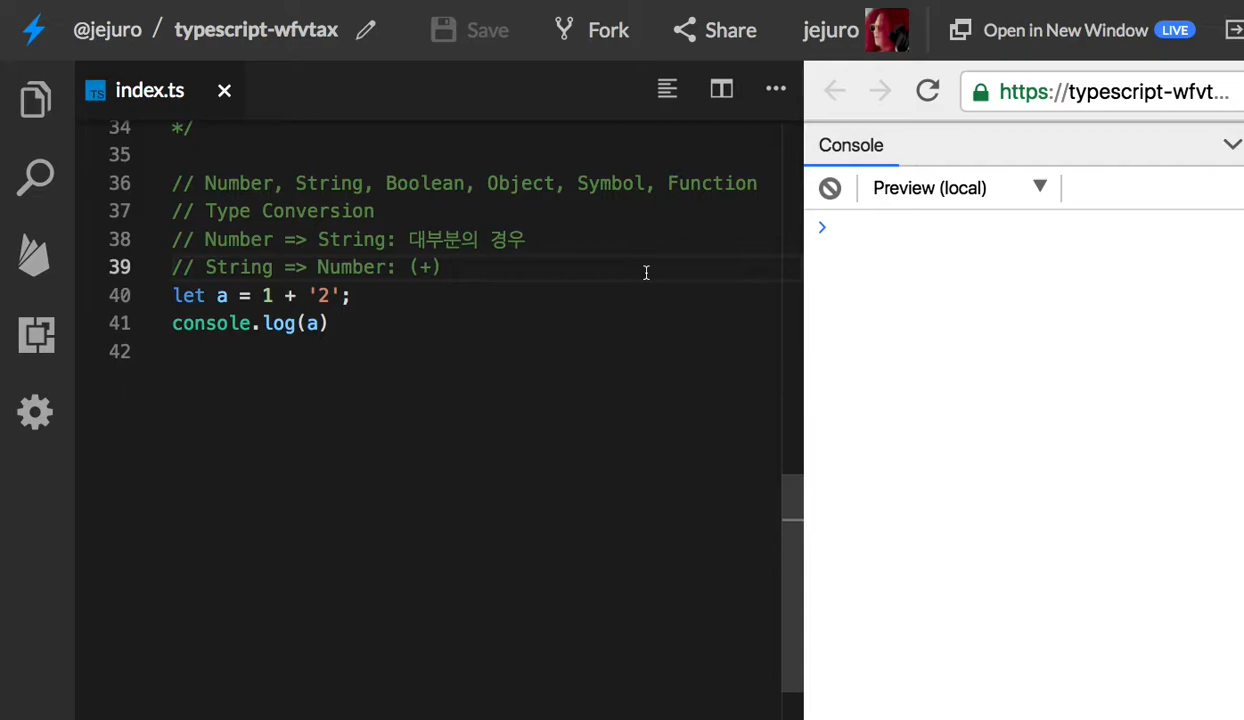 @jejuro / typescript-wfvtax Save Fork Share jejuro Open in New Window LIVE
TS index.ts
https://typescript-wfvt...
Console
Preview (local)
34 */
35
36 // Number, String, Boolean, Object, Symbol, Function
37 // Type Conversion
38 // Number => String: 대부분의 경우
39 // String => Number: (+)
40 let a = 1 + '2';
41 console.log(a)
42